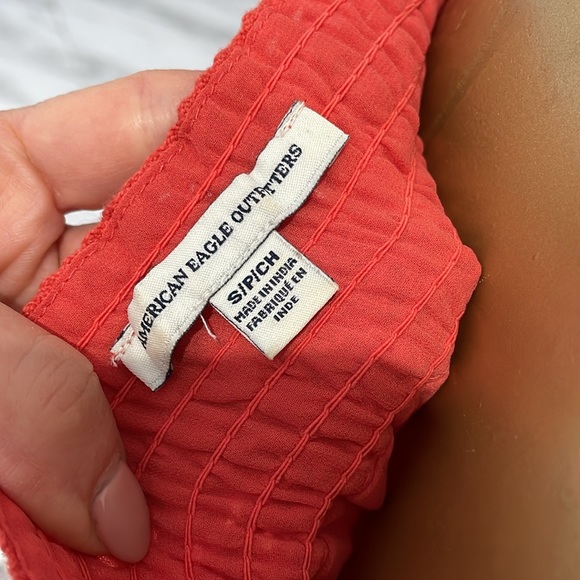 AMERICAN EAGLE OUTFITTERS
S/P/CH
MADE IN INDIA
FABRIQUÉ EN
INDE